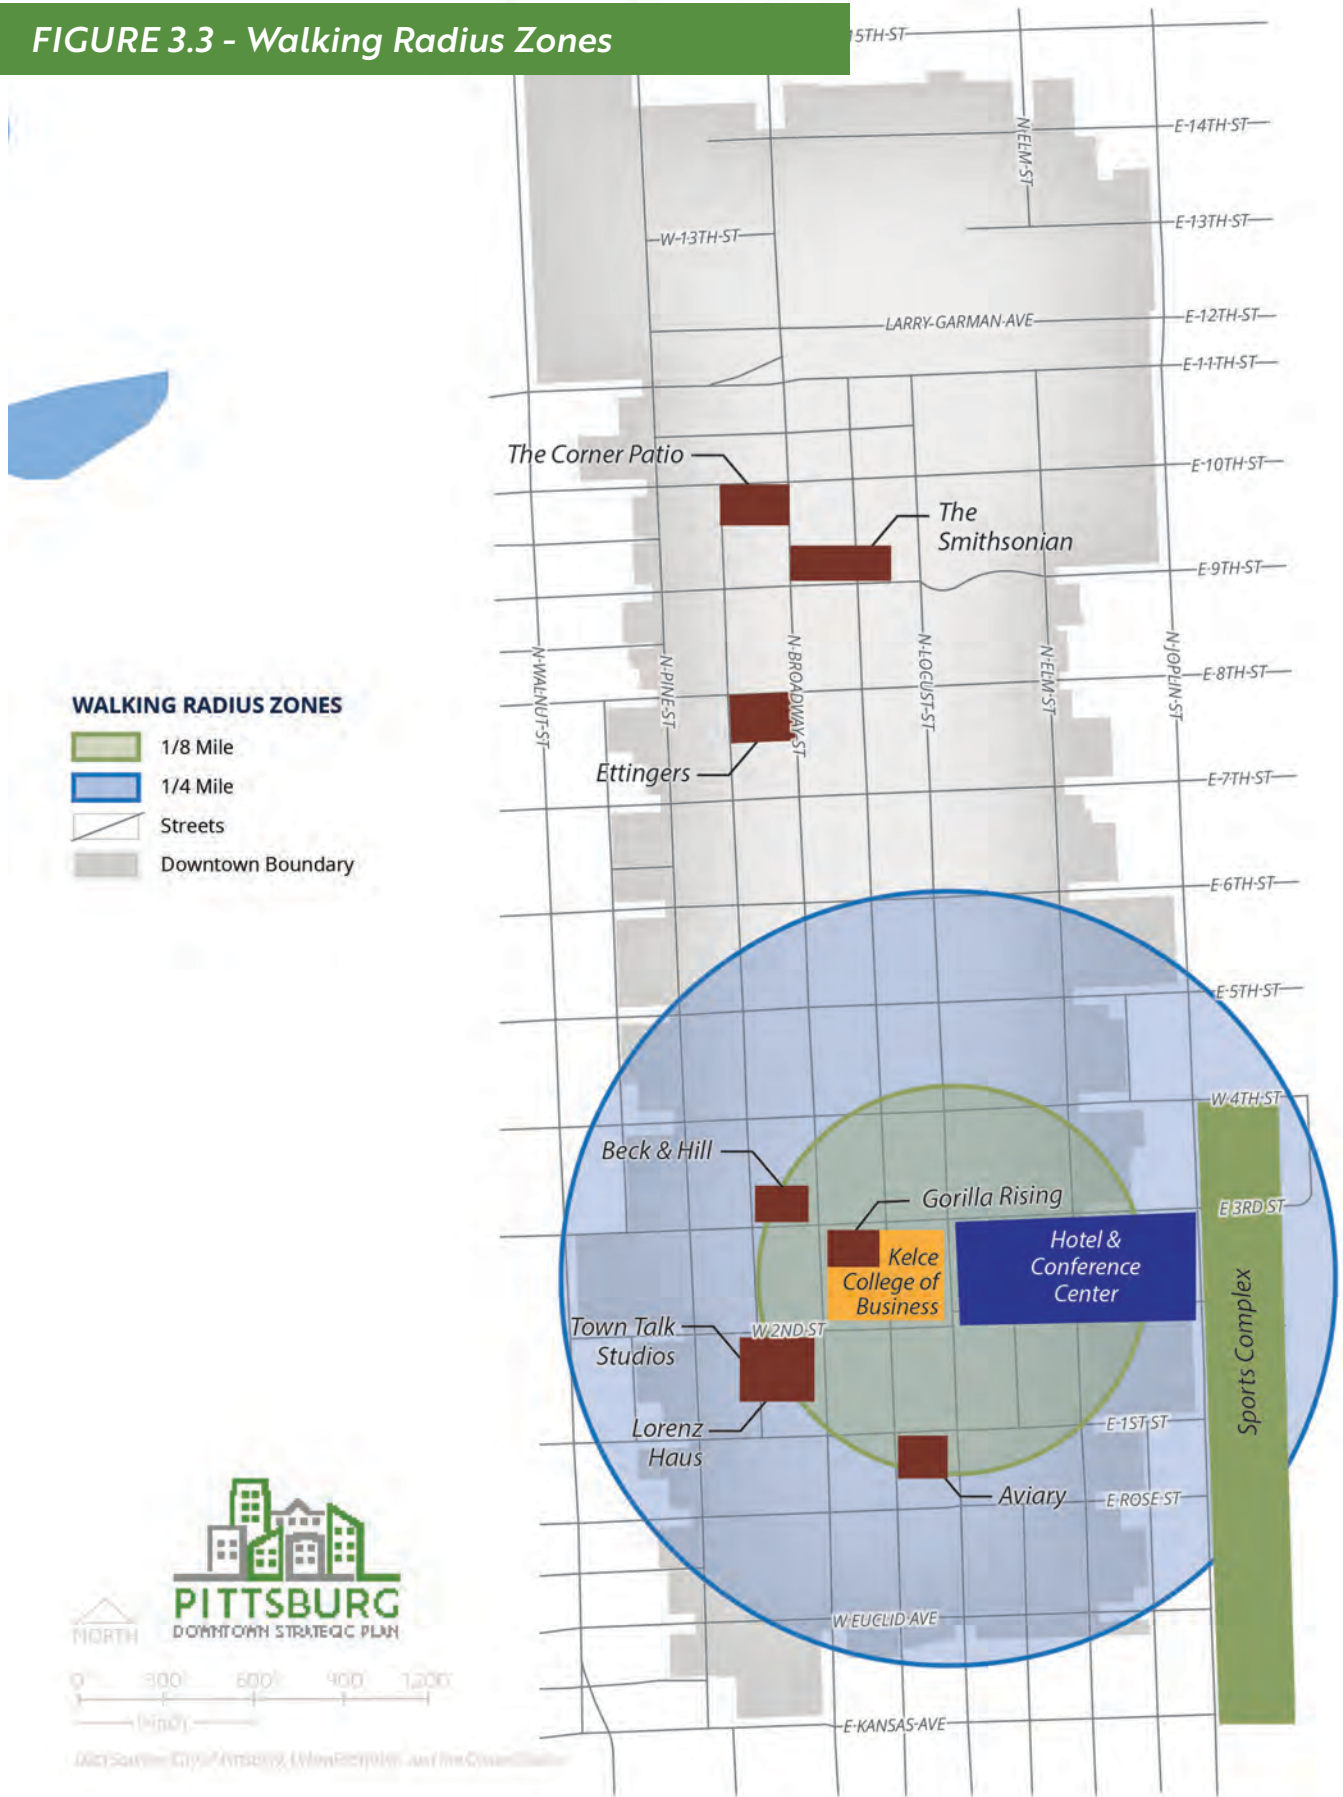 FIGURE 3.3 - Walking Radius Zones
15TH-ST
E-14TH-ST
N-ELM-ST
E-13TH-ST
W-13TH-ST
E-12TH-ST
LARRY-GARMAN-AVE
E-11TH-ST
The Corner Patio
E-10TH-ST
The
Smithsonian
E-9TH-ST
N-WALNUT-ST
N-PINE-ST
N-BROADWAY-ST
N-LOCUST-ST
N-ELM-ST
N-JOPLIN-ST
E-8TH-ST
WALKING RADIUS ZONES
1/8 Mile
1/4 Mile
Streets
Downtown Boundary
Ettingers
E-7TH-ST
E-6TH-ST
E-5TH-ST
W-4TH-ST
Beck & Hill
Gorilla Rising
E 3RD ST
Kelce
College of
Business
Hotel &
Conference
Center
Sports Complex
Town Talk
Studios
W 2ND ST
Lorenz
Haus
E-1ST ST
Aviary
E ROSE ST
W EUCLID AVE
E-KANSAS-AVE
PITTSBURG
DOWNTOWN STRATEGIC PLAN
NORTH
0 300' 600' 900' 1,200'